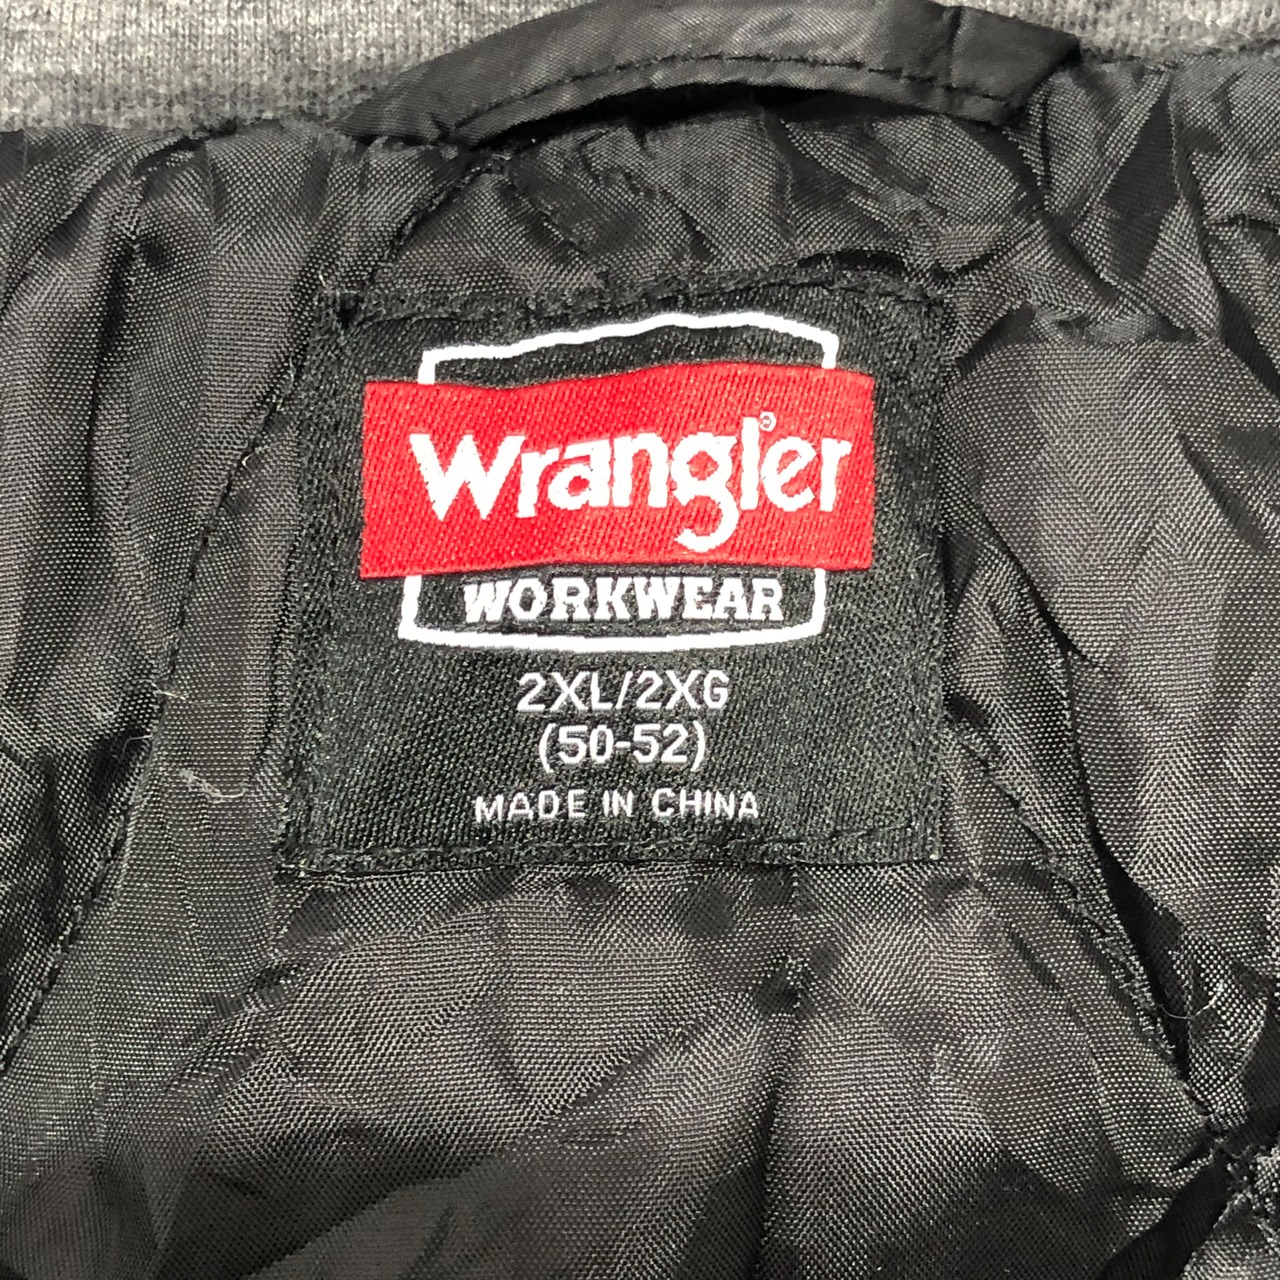 Wrangler®
WORKWEAR
2XL/2XG
(50-52)
MADE IN CHINA